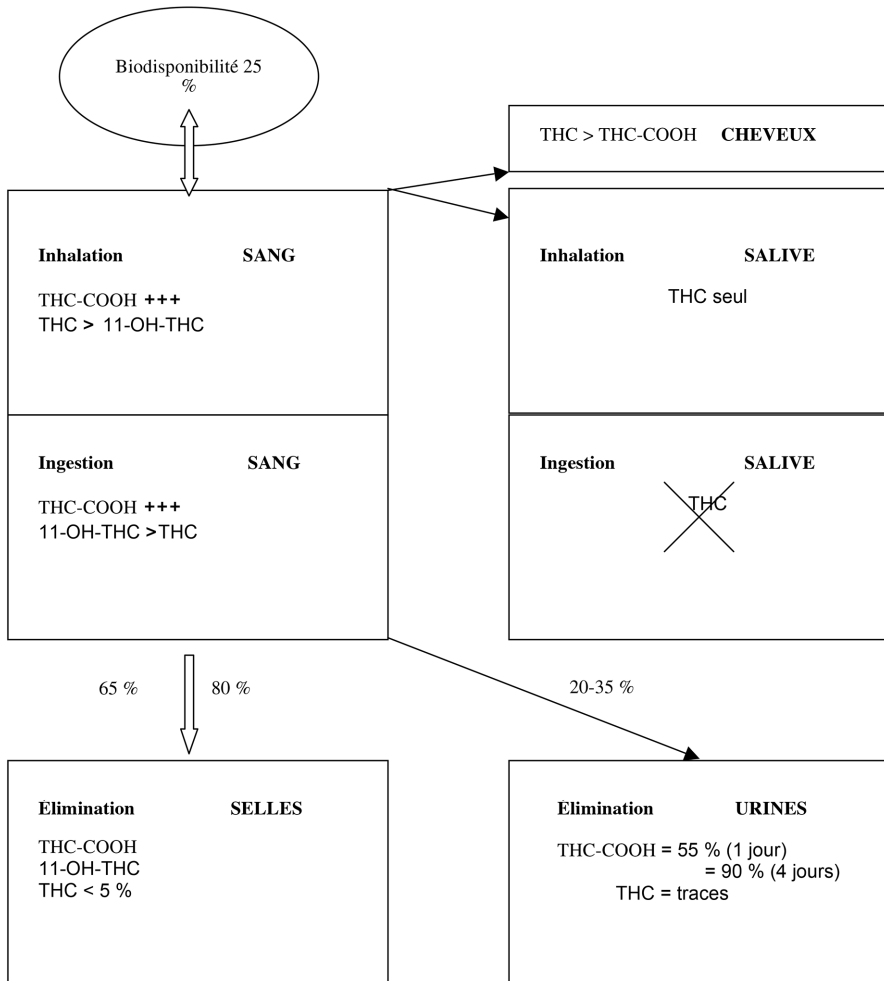 Biodisponibilité 25
%
THC > THC-COOH CHEVEUX
Inhalation SANG
THC-COOH +++
THC > 11-OH-THC
Inhalation SALIVE
THC seul
Ingestion SANG
THC-COOH +++
11-OH-THC >THC
Ingestion SALIVE
THC
65 % 80 %
20-35 %
Élimination SELLES
THC-COOH
11-OH-THC
THC < 5 %
Élimination URINES
THC-COOH = 55 % (1 jour)
= 90 % (4 jours)
THC = traces